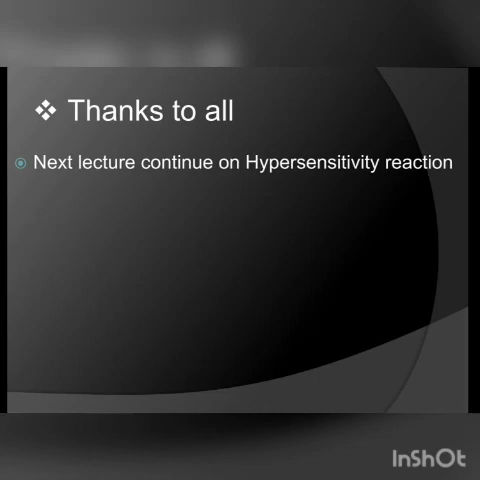 ❖ Thanks to all
Next lecture continue on Hypersensitivity reaction
InShOt